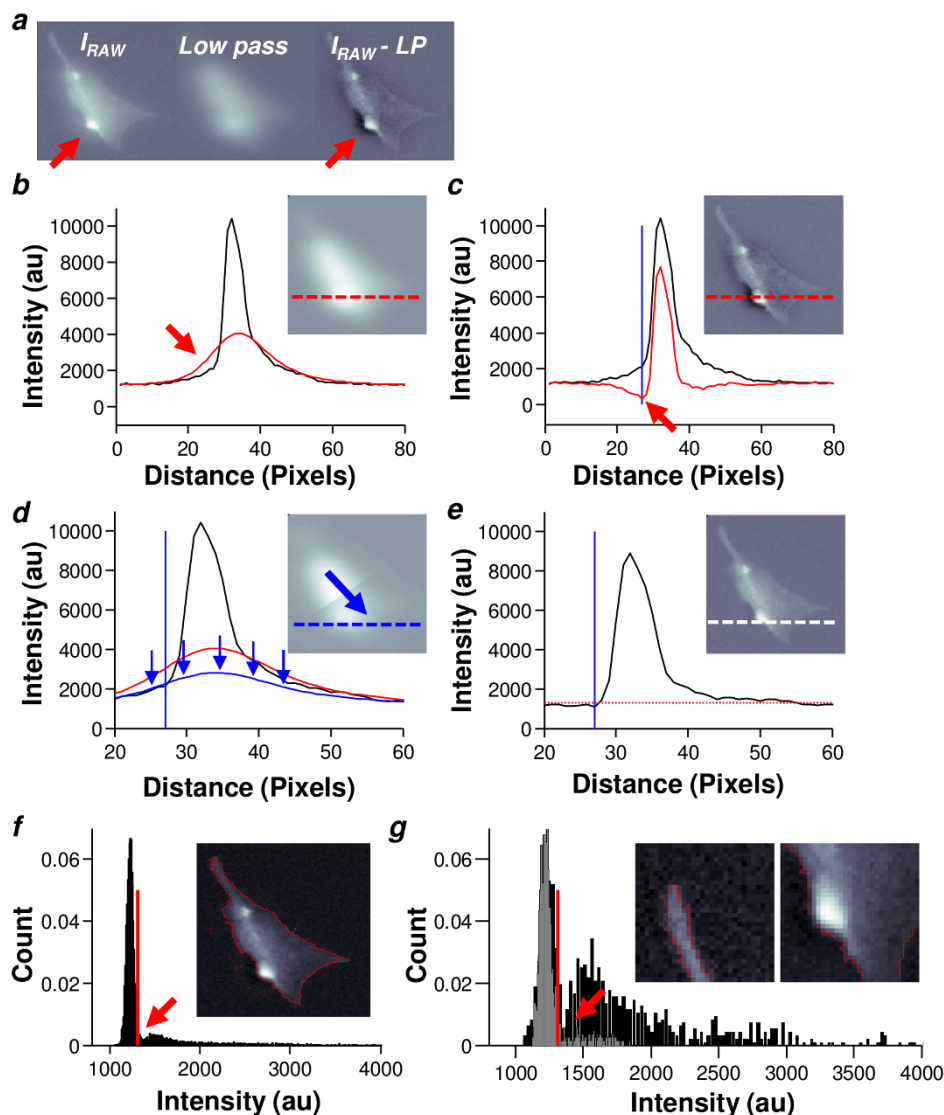 a
I_RAW Low pass I_RAW - LP
b
10000
8000
6000
4000
2000
0
Intensity (au)
0 20 40 60 80
Distance (Pixels)
c
10000
8000
6000
4000
2000
0
Intensity (au)
0 20 40 60 80
Distance (Pixels)
d
10000
8000
6000
4000
2000
0
Intensity (au)
20 30 40 50 60
Distance (Pixels)
e
10000
8000
6000
4000
2000
0
Intensity (au)
20 30 40 50 60
Distance (Pixels)
f
0.06
0.04
0.02
0
Count
1000 2000 3000 4000
Intensity (au)
g
0.06
0.04
0.02
0
Count
1000 1500 2000 2500 3000 3500 4000
Intensity (au)